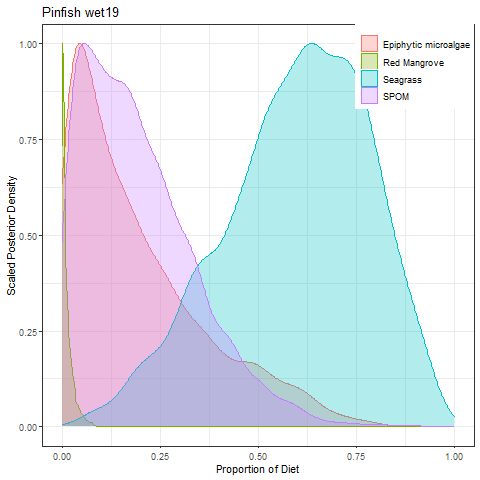 Pinfish wet19
Epiphytic microalgae
Red Mangrove
Seagrass
SPOM
Scaled Posterior Density
1.00
0.75
0.50
0.25
0.00
0.00 0.25 0.50 0.75 1.00
Proportion of Diet